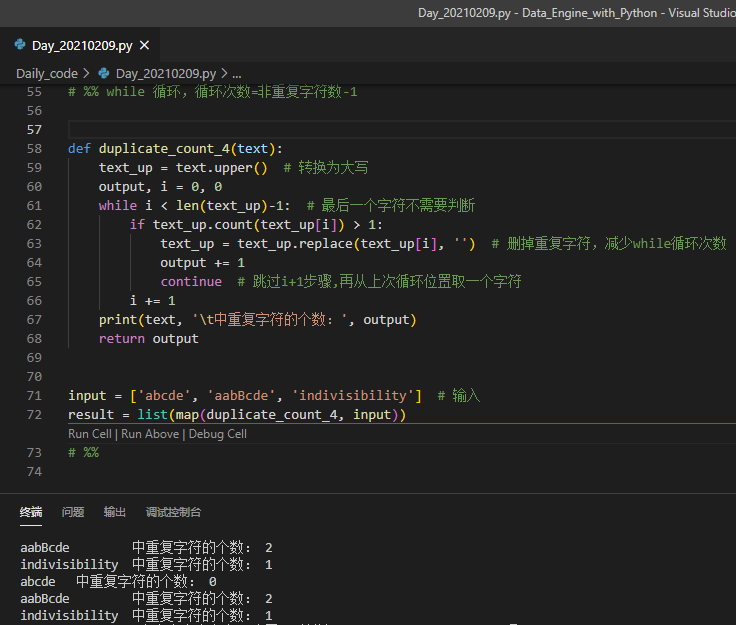 Day_20210209.py - Data_Engine_with_Python - Visual Studio
Day_20210209.py ×
Daily_code > Day_20210209.py > ...
55 # %% while 循环，循环次数=非重复字符数-1
56
57
58 def duplicate_count_4(text):
59     text_up = text.upper()  # 转换为大写
60     output, i = 0, 0
61     while i < len(text_up)-1:  # 最后一个字符不需要判断
62         if text_up.count(text_up[i]) > 1:
63             text_up = text_up.replace(text_up[i], '')  # 删掉重复字符，减少while循环次数
64             output += 1
65             continue  # 跳过i+1步骤,再从上次循环位置取一个字符
66         i += 1
67     print(text, '\t中重复字符的个数：', output)
68     return output
69
70
71 input = ['abcde', 'aabBcde', 'indivisibility']  # 输入
72 result = list(map(duplicate_count_4, input))
Run Cell | Run Above | Debug Cell
73 # %%
74
终端 问题 输出 调试控制台
aabBcde 中重复字符的个数： 2
indivisibility 中重复字符的个数： 1
abcde 中重复字符的个数： 0
aabBcde 中重复字符的个数： 2
indivisibility 中重复字符的个数： 1